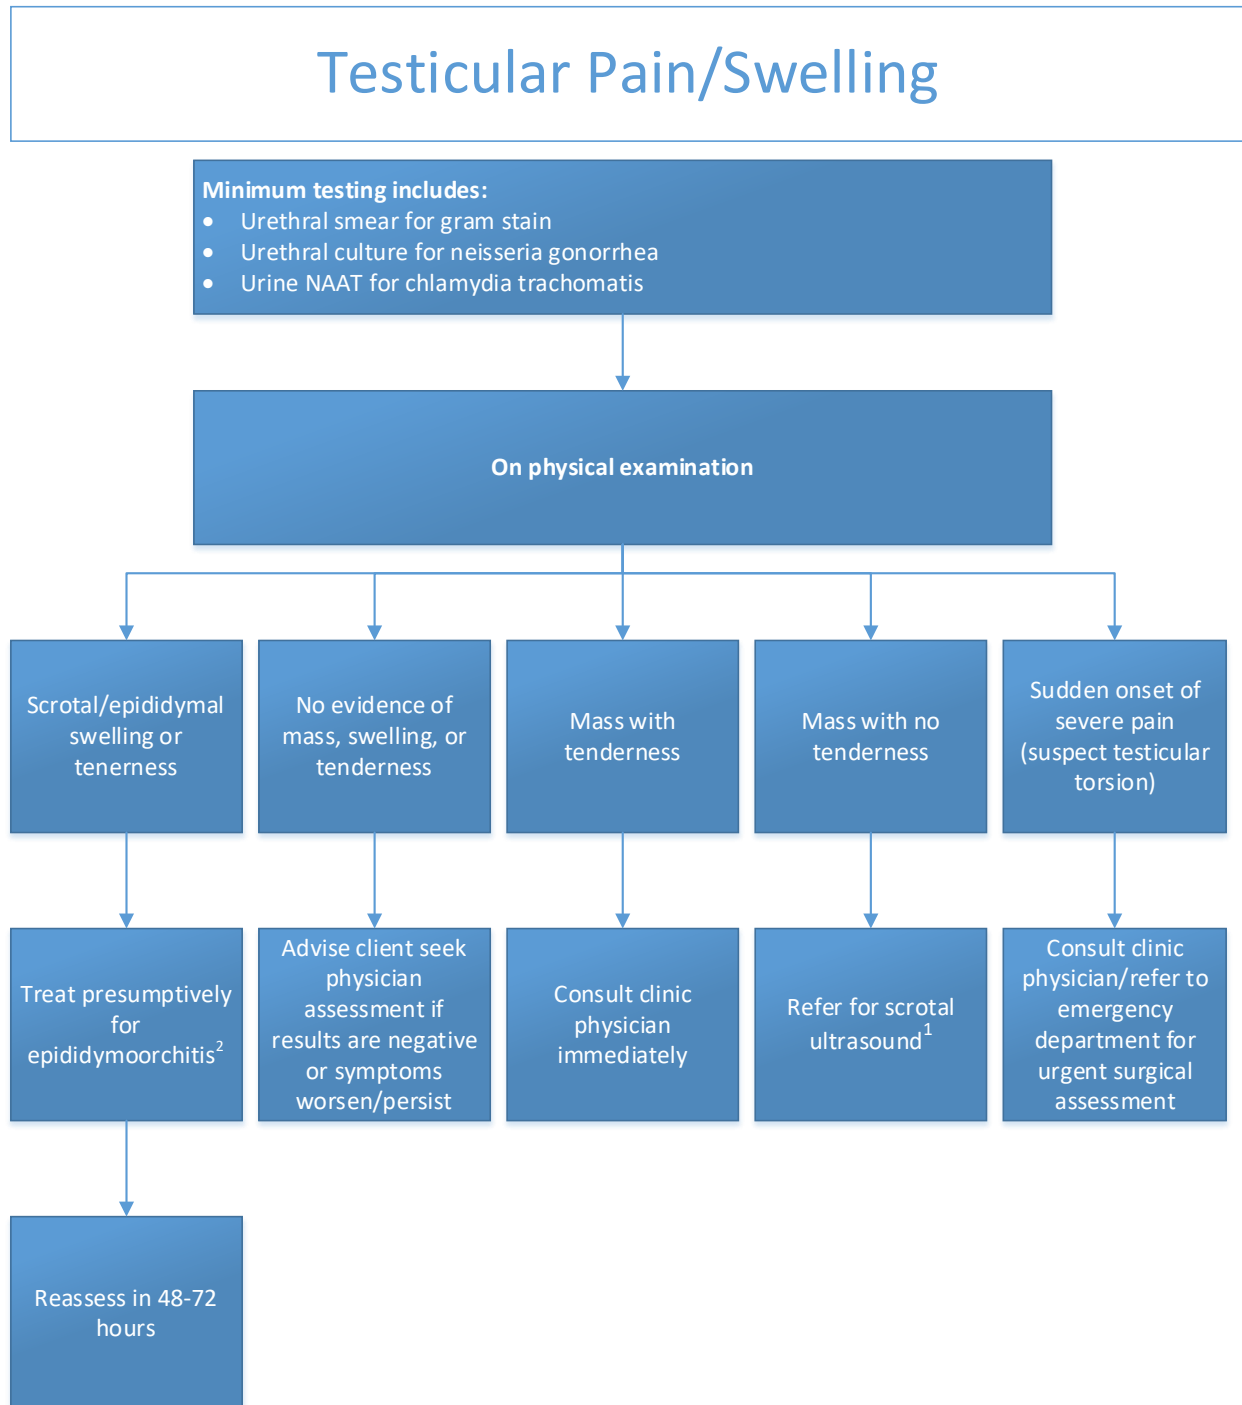 Testicular Pain/Swelling
Minimum testing includes:
• Urethral smear for gram stain
• Urethral culture for neisseria gonorrhea
• Urine NAAT for chlamydia trachomatis
On physical examination
Scrotal/epididymal
swelling or
tenerness
No evidence of
mass, swelling, or
tenderness
Mass with
tenderness
Mass with no
tenderness
Sudden onset of
severe pain
(suspect testicular
torsion)
Treat presumptively
for
epididymoorchitis2
Advise client seek
physician
assessment if
results are negative
or symptoms
worsen/persist
Consult clinic
physician
immediately
Refer for scrotal
ultrasound1
Consult clinic
physician/refer to
emergency
department for
urgent surgical
assessment
Reassess in 48-72
hours